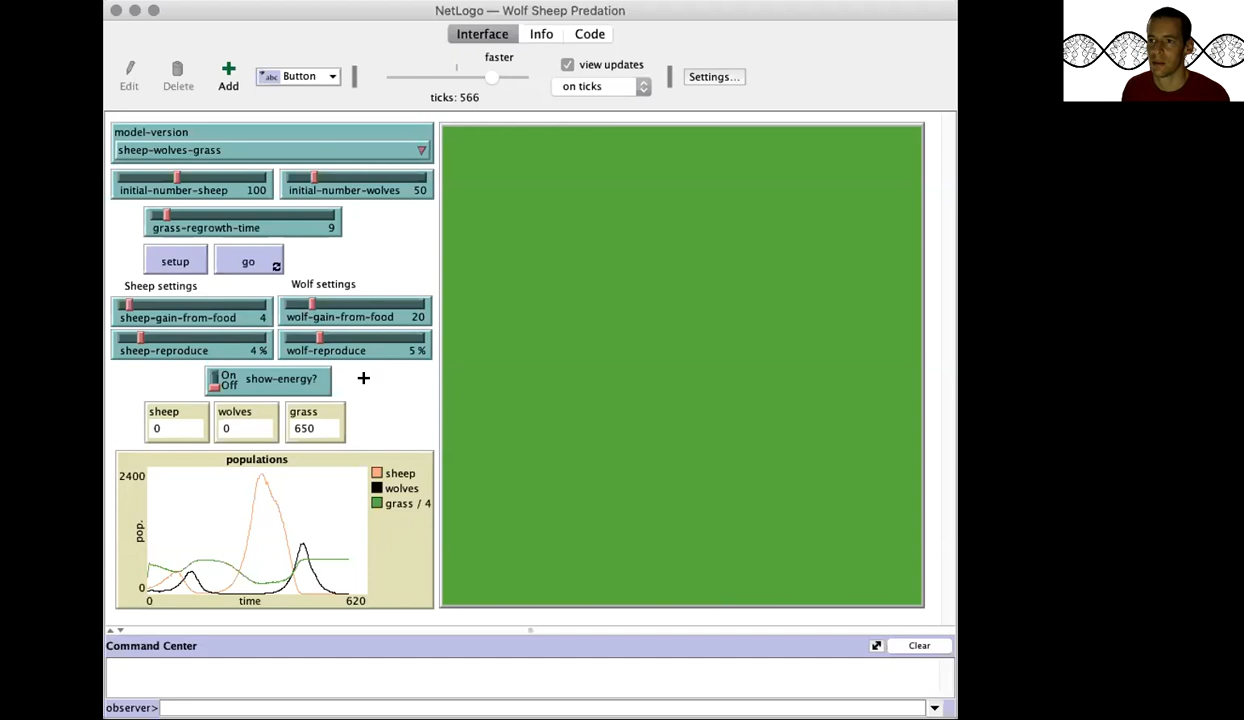 NetLogo — Wolf Sheep Predation
Interface Info Code
faster
Edit Delete Add abc Button view updates on ticks Settings...
ticks: 566
model-version
sheep-wolves-grass
initial-number-sheep 100 initial-number-wolves 50
grass-regrowth-time 9
setup go
Sheep settings Wolf settings
sheep-gain-from-food 4 wolf-gain-from-food 20
sheep-reproduce 4 % wolf-reproduce 5 %
On
Off show-energy?
sheep wolves grass
0 0 650
populations
2400
pop.
0
0 time 620
sheep
wolves
grass / 4
Command Center Clear
observer>